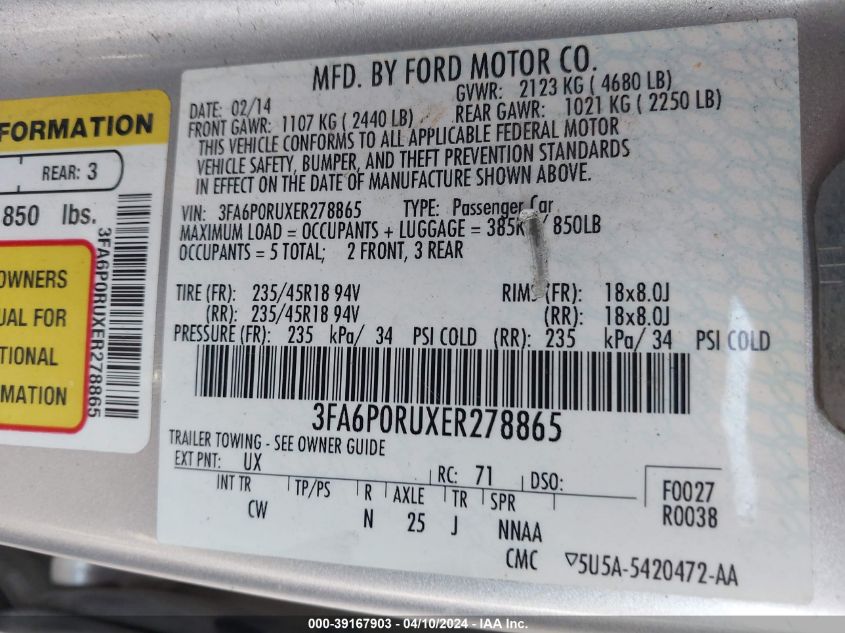 FORMATION
REAR: 3
850 lbs.
3FA6P0RUXER278865
OWNERS
UAL FOR
TIONAL
MATION
MFD. BY FORD MOTOR CO.
DATE: 02/14 GVWR: 2123 KG ( 4680 LB)
FRONT GAWR: 1107 KG ( 2440 LB) REAR GAWR: 1021 KG ( 2250 LB)
THIS VEHICLE CONFORMS TO ALL APPLICABLE FEDERAL MOTOR
VEHICLE SAFETY, BUMPER, AND THEFT PREVENTION STANDARDS
IN EFFECT ON THE DATE OF MANUFACTURE SHOWN ABOVE.
VIN: 3FA6P0RUXER278865 TYPE: Passenger Car
MAXIMUM LOAD = OCCUPANTS + LUGGAGE = 385K / 850LB
OCCUPANTS = 5 TOTAL; 2 FRONT, 3 REAR
TIRE (FR): 235/45R18 94V RIM: (FR): 18x8.0J
(RR): 235/45R18 94V (RR): 18x8.0J
PRESSURE (FR): 235 kPa/ 34 PSI COLD (RR): 235 kPa/ 34 PSI COLD
3FA6P0RUXER278865
TRAILER TOWING - SEE OWNER GUIDE
EXT PNT: UX RC: 71 DSO:
INT TR TP/PS R AXLE TR SPR F0027
CW N 25 J NNAA R0038
CMC ▽5U5A-5420472-AA
000-39167903 - 04/10/2024 - IAA Inc.